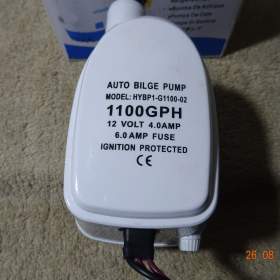 AUTO BILGE PUMP
MODEL: HYBP1-G1100-02
1100GPH
12 VOLT 4.0AMP
6.0 AMP FUSE
IGNITION PROTECTED
CE
26 08